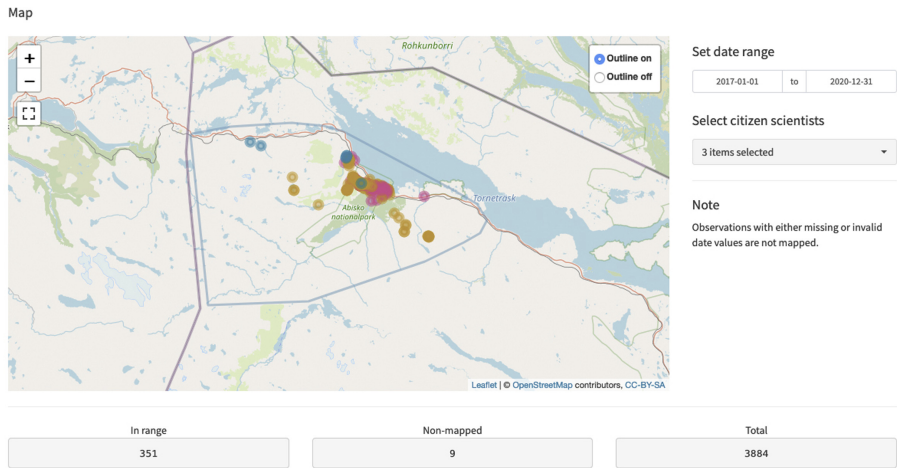 Map
Rohkunborri
+
−
Outline on
Outline off
Abisko
nationalpark
Torneträsk
Leaflet | © OpenStreetMap contributors, CC-BY-SA
Set date range
2017-01-01 to 2020-12-31
Select citizen scientists
3 items selected
Note
Observations with either missing or invalid
date values are not mapped.
In range
351
Non-mapped
9
Total
3884